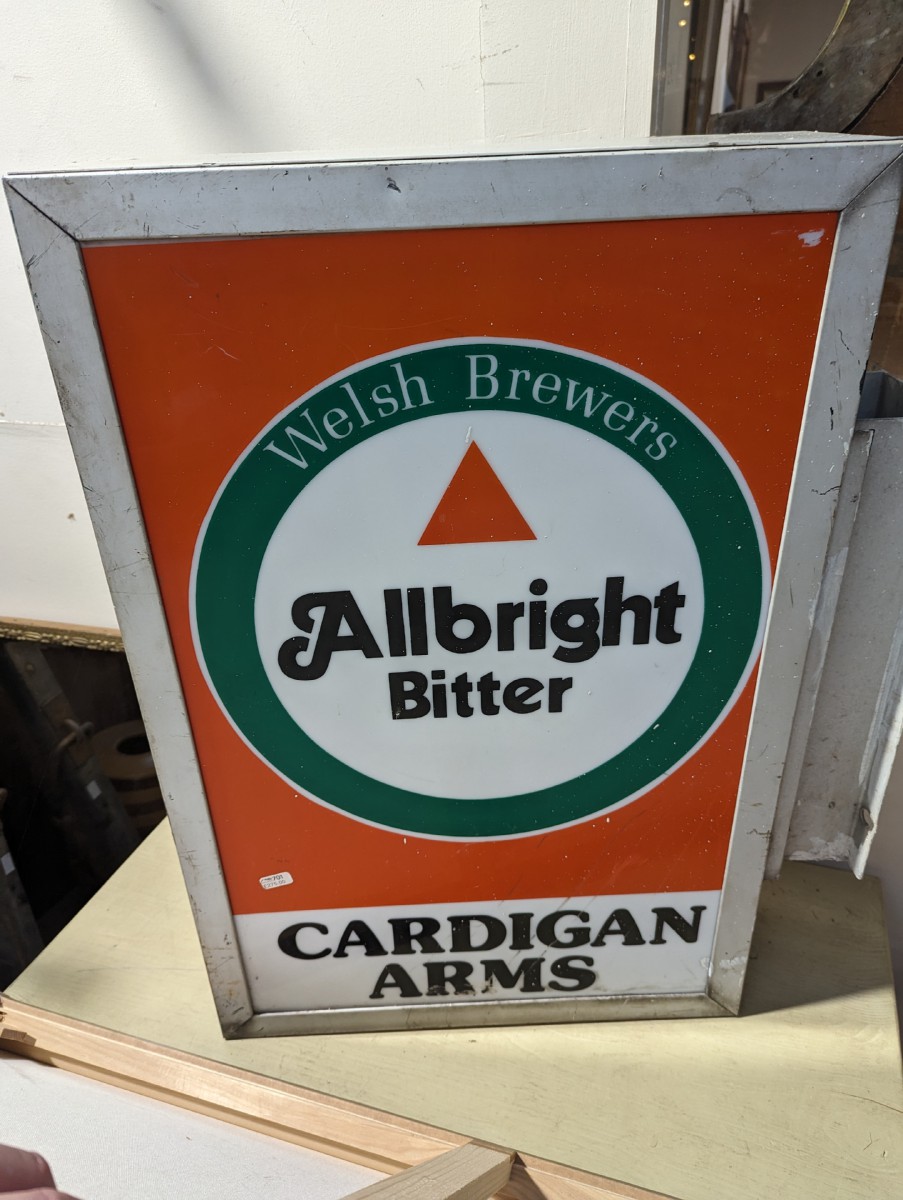 Welsh Brewers
Allbright
Bitter
CARDIGAN
ARMS